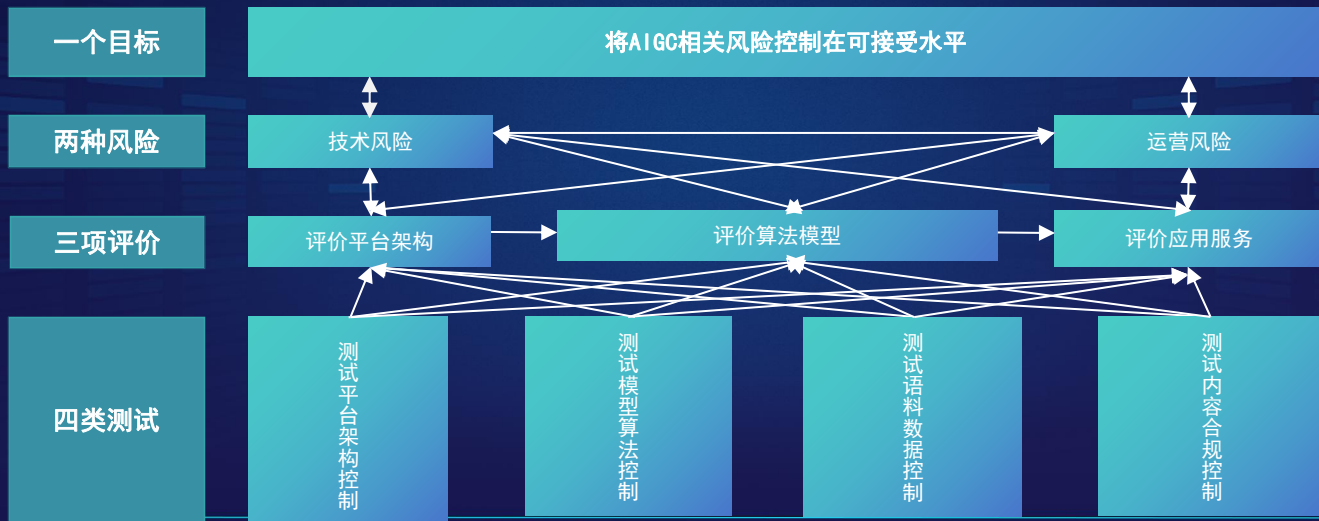 一个目标
将AIGC相关风险控制在可接受水平
两种风险
技术风险
运营风险
三项评价
评价平台架构
评价算法模型
评价应用服务
四类测试
测试平台架构控制
测试模型算法控制
测试语料数据控制
测试内容合规控制